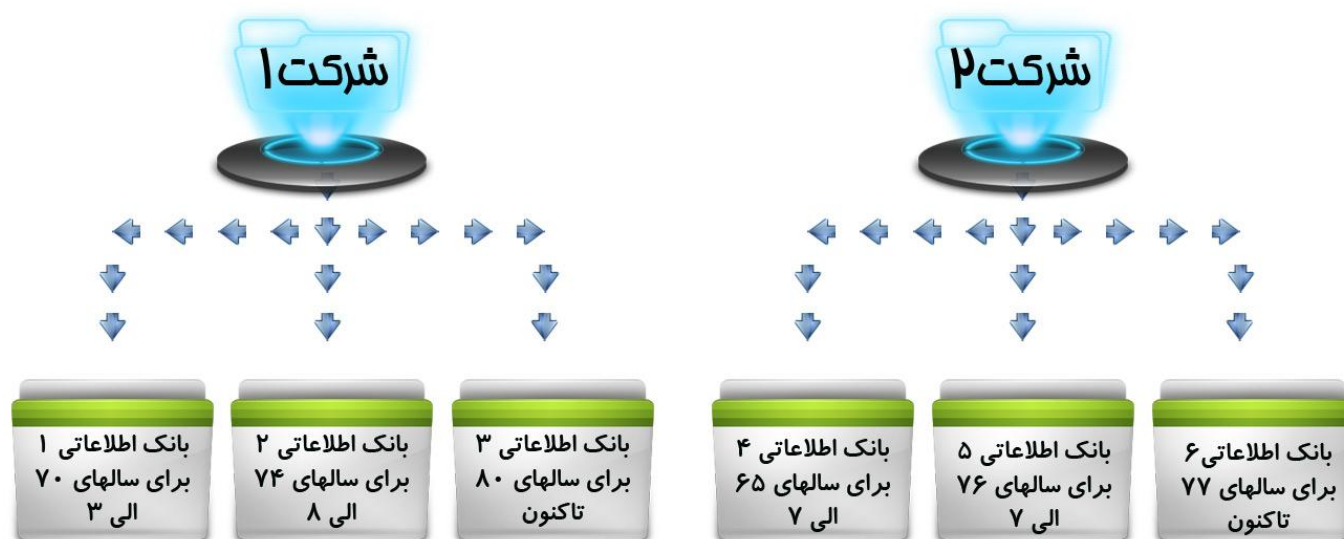 شرکت۱
شرکت۲
بانک اطلاعاتی ۱
برای سالهای ۷۰
الی ۳
بانک اطلاعاتی ۲
برای سالهای ۷۴
الی ۸
بانک اطلاعاتی ۳
برای سالهای ۸۰
تاکنون
بانک اطلاعاتی ۴
برای سالهای ۶۵
الی ۷
بانک اطلاعاتی ۵
برای سالهای ۷۶
الی ۷
بانک اطلاعاتی۶
برای سالهای ۷۷
تاکنون